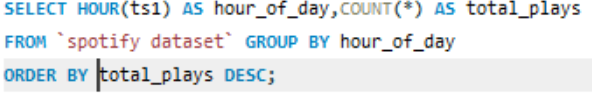 SELECT HOUR(ts1) AS hour_of_day,COUNT(*) AS total_plays
FROM `spotify dataset` GROUP BY hour_of_day
ORDER BY total_plays DESC;